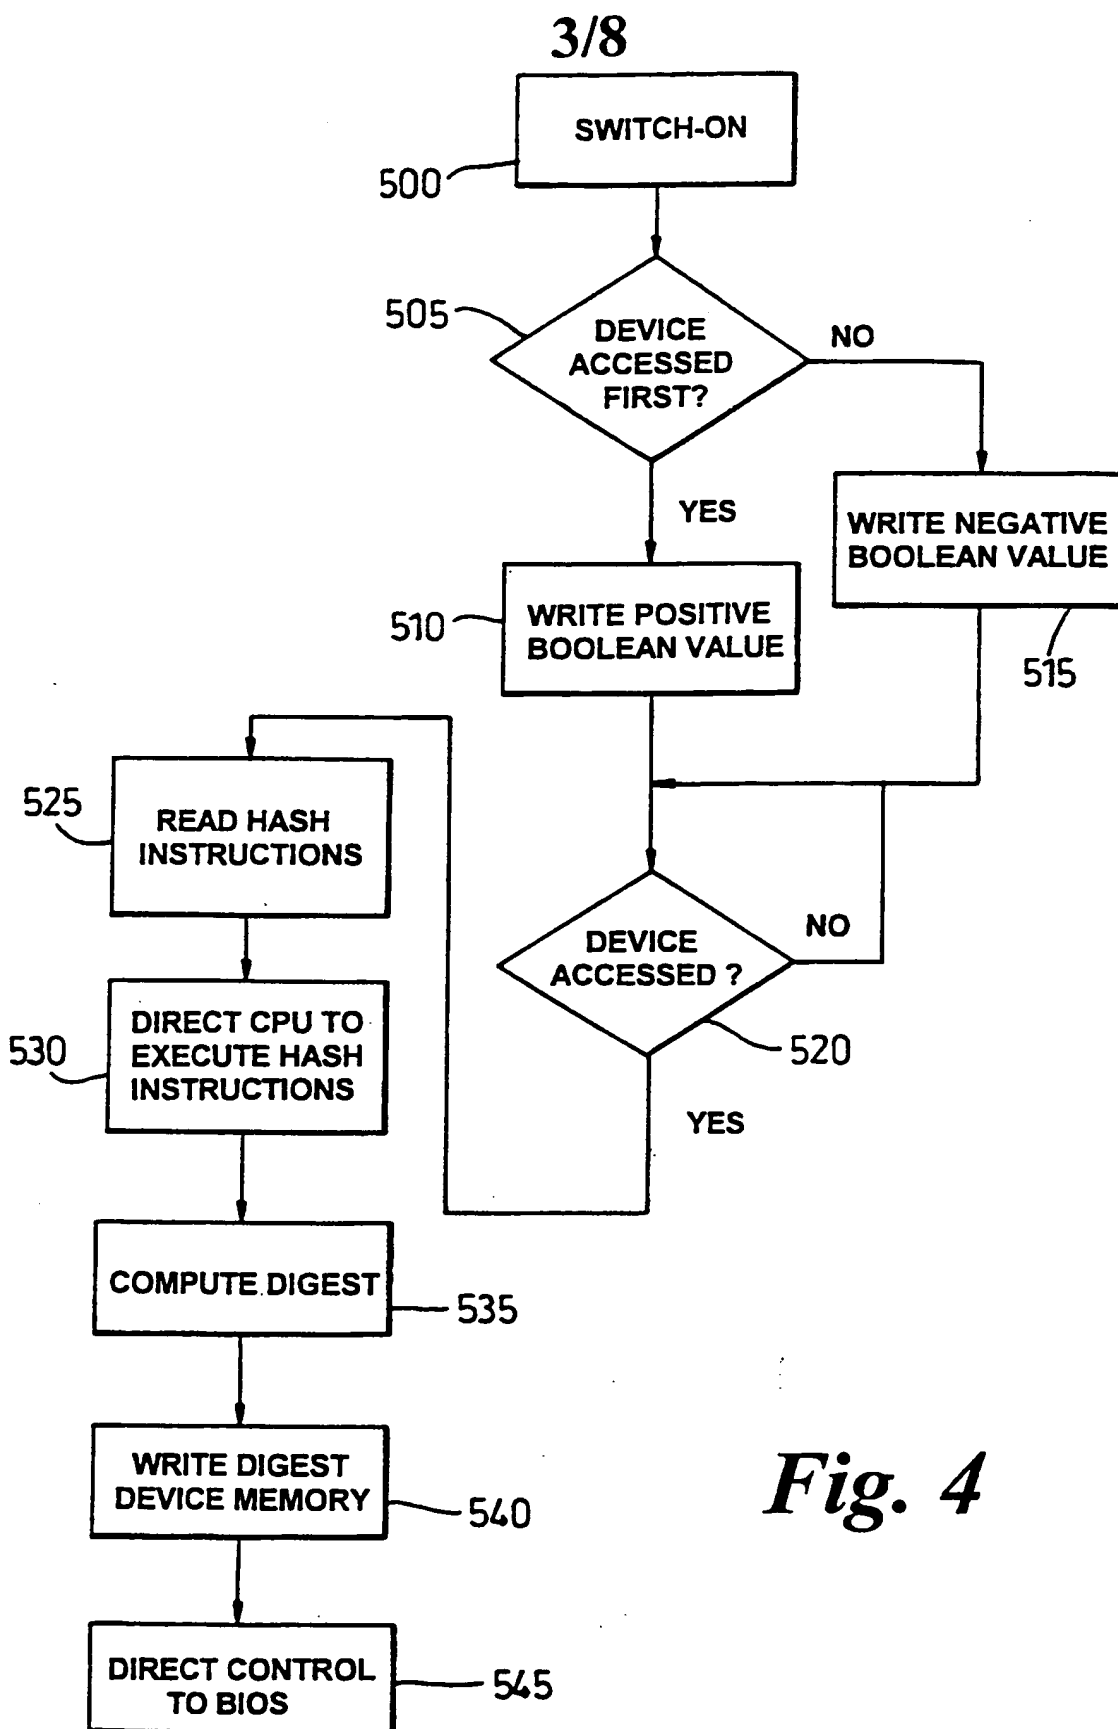 3/8
SWITCH-ON
500
505
DEVICE
ACCESSED
FIRST?
NO
YES
WRITE NEGATIVE
BOOLEAN VALUE
515
510
WRITE POSITIVE
BOOLEAN VALUE
525
READ HASH
INSTRUCTIONS
DEVICE
ACCESSED ?
NO
520
YES
530
DIRECT CPU TO
EXECUTE HASH
INSTRUCTIONS
COMPUTE DIGEST
535
WRITE DIGEST
DEVICE MEMORY
540
DIRECT CONTROL
TO BIOS
545
Fig. 4